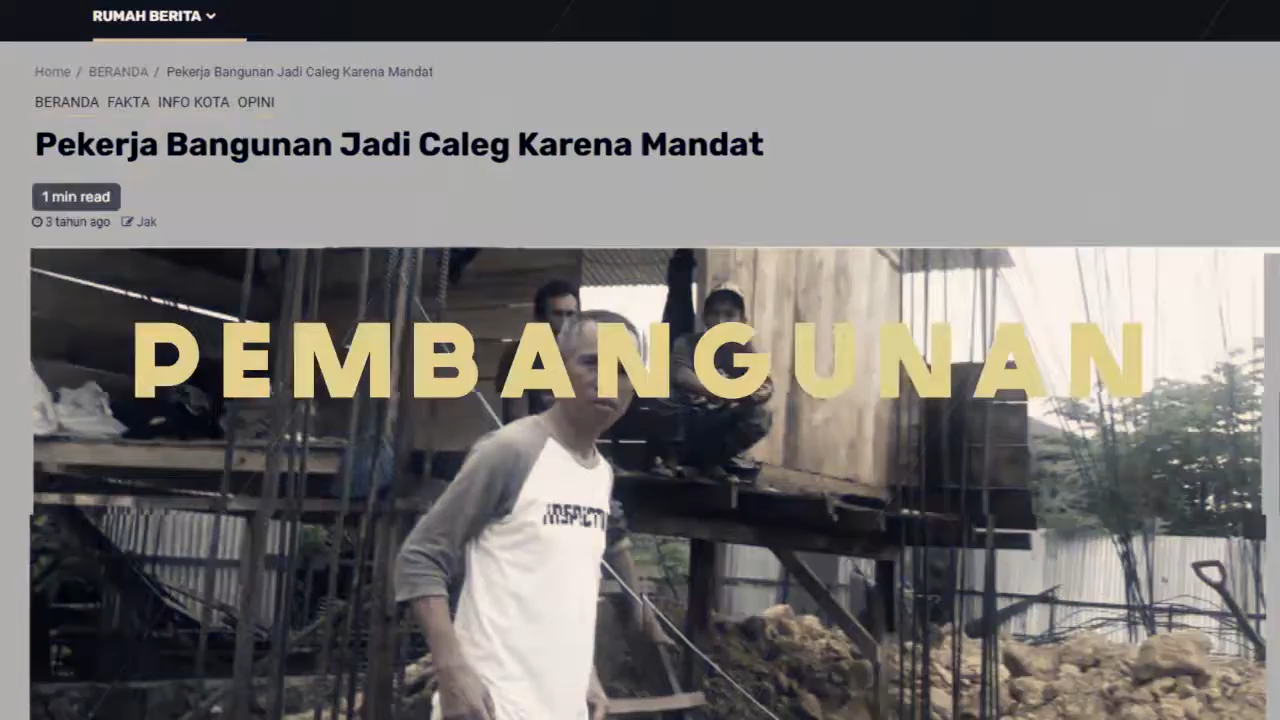 RUMAH BERITA
Home / BERANDA / Pekerja Bangunan Jadi Caleg Karena Mandat
BERANDA FAKTA INFO KOTA OPINI
Pekerja Bangunan Jadi Caleg Karena Mandat
1 min read
3 tahun ago Jak
PEMBANGUNAN